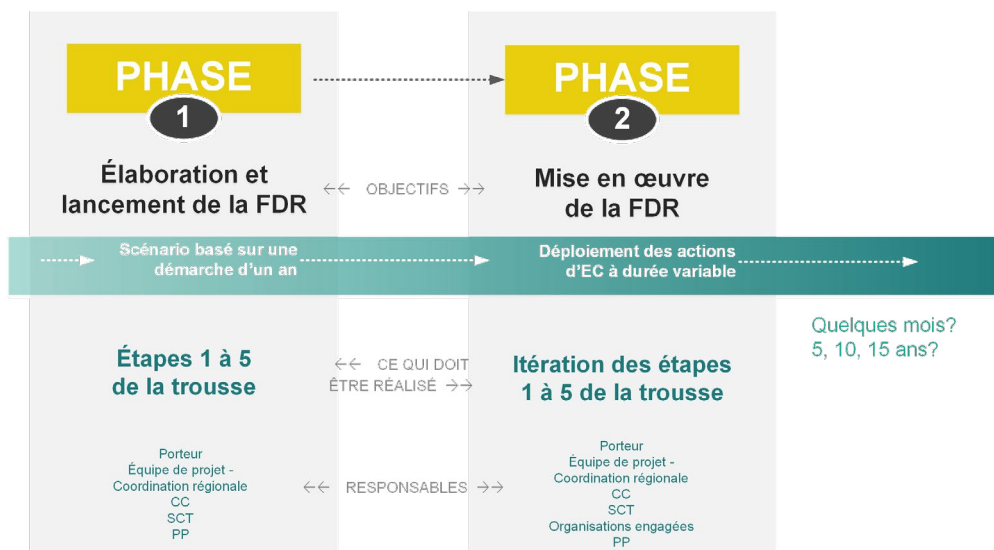 PHASE
1
PHASE
2
Élaboration et
lancement de la FDR
←← OBJECTIFS →→
Mise en œuvre
de la FDR
Scénario basé sur une
démarche d'un an
Déploiement des actions
d'EC à durée variable
Quelques mois?
5, 10, 15 ans?
Étapes 1 à 5
de la trousse
←← CE QUI DOIT
ÊTRE RÉALISÉ →→
Itération des étapes
1 à 5 de la trousse
Porteur
Équipe de projet -
Coordination régionale
CC
SCT
PP
←← RESPONSABLES →→
Porteur
Équipe de projet -
Coordination régionale
CC
SCT
Organisations engagées
PP